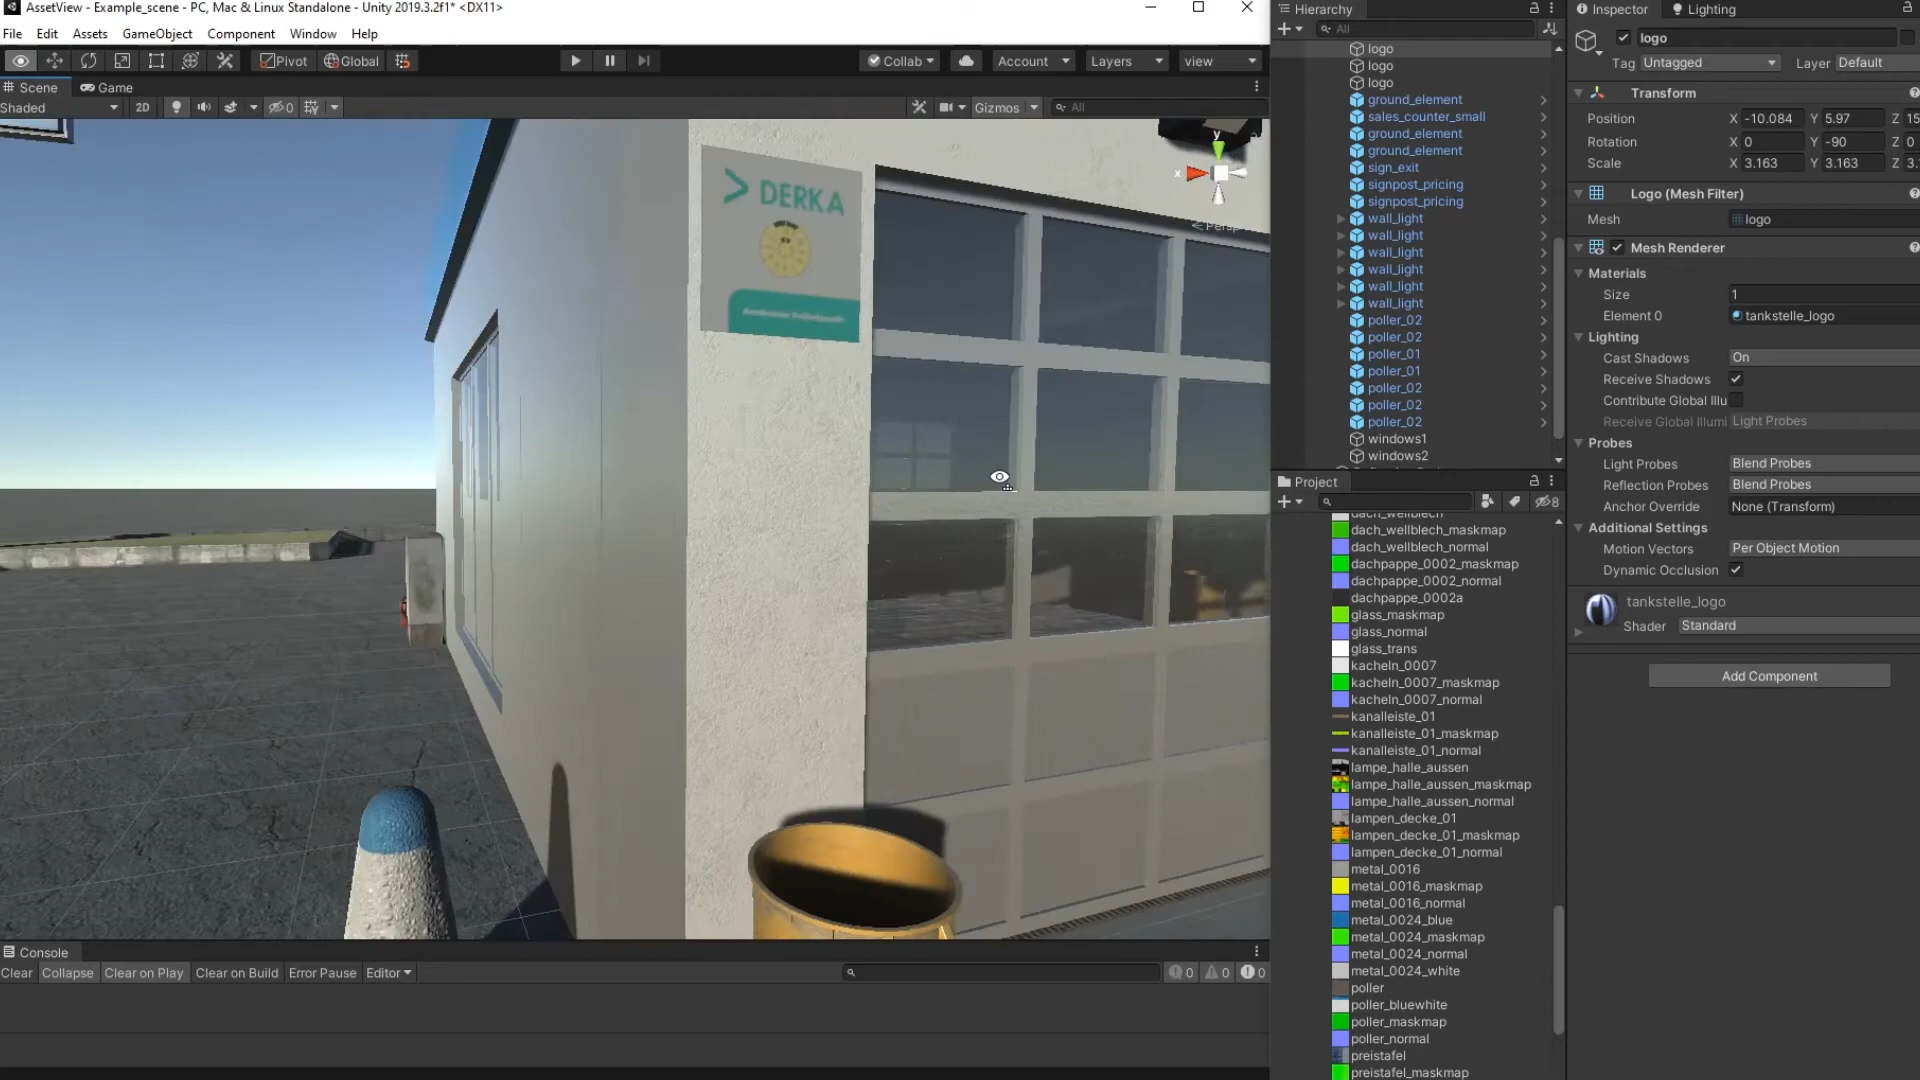 AssetView - Example_scene - PC, Mac & Linux Standalone - Unity 2019.3.2f1* <DX11>
File Edit Assets GameObject Component Window Help
Pivot Global Collab Account Layers view
Scene Game
Shaded 2D 0 Gizmos All
DERKA
y
x
Persp
Console
Clear Collapse Clear on Play Clear on Build Error Pause Editor 0 0 0
Hierarchy
All
logo
logo
logo
ground_element
sales_counter_small
ground_element
ground_element
sign_exit
signpost_pricing
signpost_pricing
wall_light
wall_light
wall_light
wall_light
wall_light
wall_light
poller_02
poller_02
poller_01
poller_01
poller_02
poller_02
poller_02
windows1
windows2
Project
8
dach_wellblech
dach_wellblech_maskmap
dach_wellblech_normal
dachpappe_0002_maskmap
dachpappe_0002_normal
dachpappe_0002a
glass_maskmap
glass_normal
glass_trans
kacheln_0007
kacheln_0007_maskmap
kacheln_0007_normal
kanalleiste_01
kanalleiste_01_maskmap
kanalleiste_01_normal
lampe_halle_aussen
lampe_halle_aussen_maskmap
lampe_halle_aussen_normal
lampen_decke_01
lampen_decke_01_maskmap
lampen_decke_01_normal
metal_0016
metal_0016_maskmap
metal_0016_normal
metal_0024_blue
metal_0024_maskmap
metal_0024_normal
metal_0024_white
poller
poller_bluewhite
poller_maskmap
poller_normal
preistafel
preistafel_maskmap
Inspector Lighting
logo
Tag Untagged Layer Default
Transform
Position X -10.084 Y 5.97 Z 15
Rotation X 0 Y -90 Z 0
Scale X 3.163 Y 3.163 Z 3.
Logo (Mesh Filter)
Mesh logo
Mesh Renderer
Materials
Size 1
Element 0 tankstelle_logo
Lighting
Cast Shadows On
Receive Shadows
Contribute Global Illu
Receive Global Illumi Light Probes
Probes
Light Probes Blend Probes
Reflection Probes Blend Probes
Anchor Override None (Transform)
Additional Settings
Motion Vectors Per Object Motion
Dynamic Occlusion
tankstelle_logo
Shader Standard
Add Component